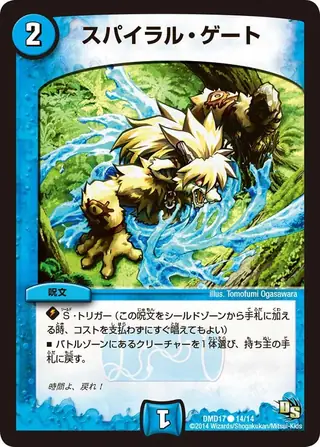 2
スパイラル・ゲート
illus. Tomofumi Ogasawara
呪文
S・トリガー（この呪文をシールドゾーンから手札に加える時、コストを支払わずにすぐ唱えてもよい）
■ バトルゾーンにあるクリーチャーを1体選び、持ち主の手札に戻す。
時間よ、戻れ！
1
DMD17 ● 14/14
©2014 Wizards/Shogakukan/Mitsui-Kids
DS